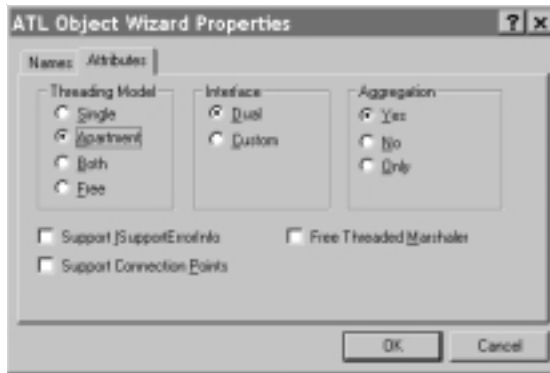 ATL Object Wizard Properties
Names Attributes
Threading Model
Single
Apartment
Both
Free
Interface
Dual
Custom
Aggregation
Yes
No
Only
Support ISupportErrorInfo
Free Threaded Marshaler
Support Connection Points
OK Cancel